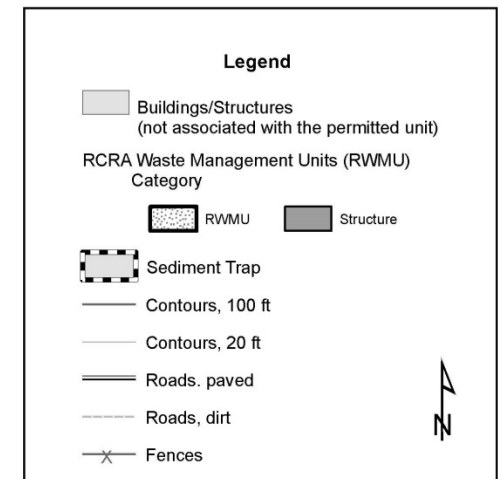 Legend
Buildings/Structures
(not associated with the permitted unit)
RCRA Waste Management Units (RWMU)
Category
RWMU
Structure
Sediment Trap
Contours, 100 ft
Contours, 20 ft
Roads. paved
Roads, dirt
Fences
N